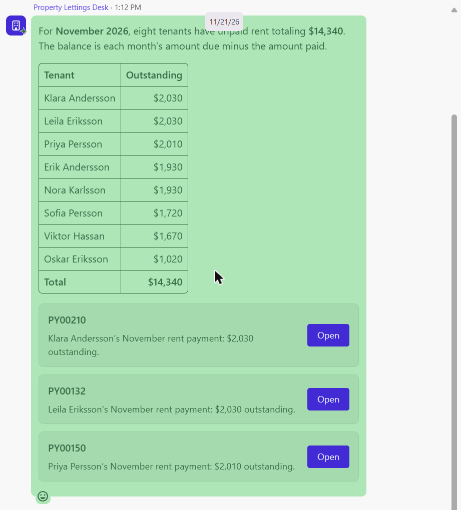 Property Lettings Desk · 1:12 PM
11/21/26
For November 2026, eight tenants have unpaid rent totaling $14,340.
The balance is each month's amount due minus the amount paid.
Tenant Outstanding
Klara Andersson $2,030
Leila Eriksson $2,030
Priya Persson $2,010
Erik Andersson $1,930
Nora Karlsson $1,930
Sofia Persson $1,720
Viktor Hassan $1,670
Oskar Eriksson $1,020
Total $14,340
PY00210
Klara Andersson's November rent payment: $2,030
outstanding.
Open
PY00132
Leila Eriksson's November rent payment: $2,030 outstanding.
Open
PY00150
Priya Persson's November rent payment: $2,010 outstanding.
Open